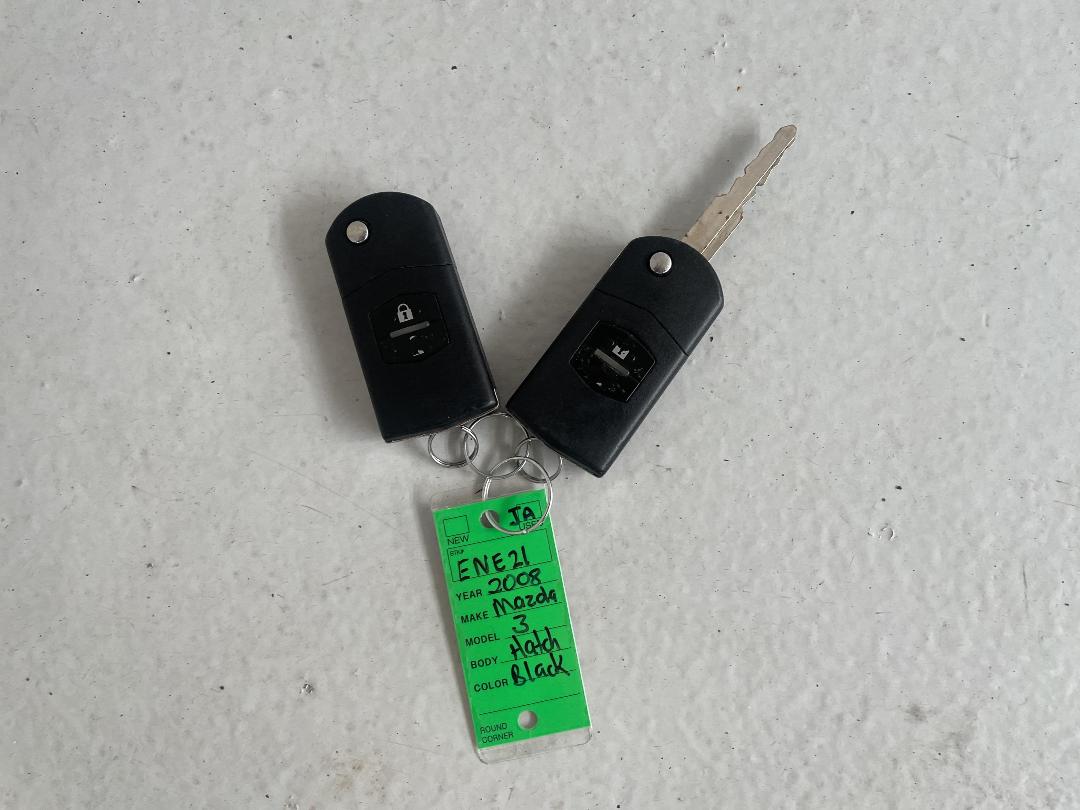 JA
NEW USED
STK#
ENE21
YEAR 2008
MAKE Mazda
MODEL 3
BODY Hatch
COLOR Black
ROUND
CORNER